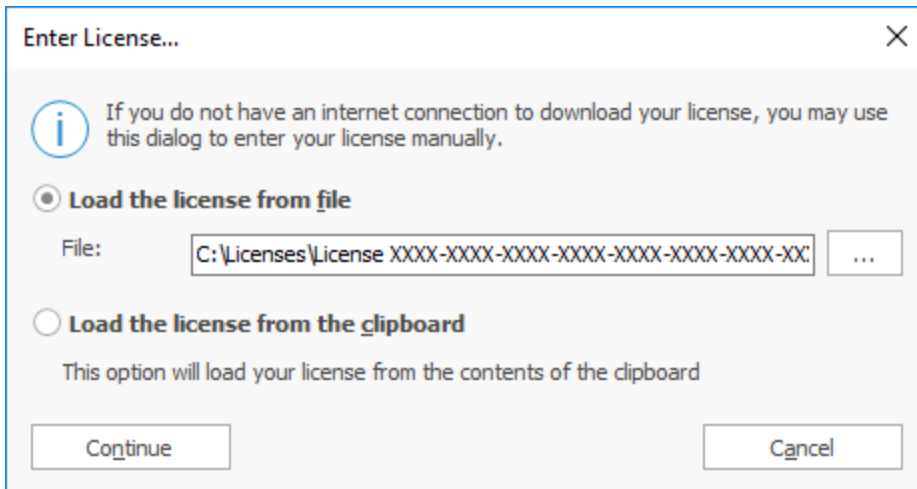 Enter License...
If you do not have an internet connection to download your license, you may use
this dialog to enter your license manually.
Load the license from file
File:
C:\Licenses\License XXXX-XXXX-XXXX-XXXX-XXXX-XXXX-XXXX-XX
...
Load the license from the clipboard
This option will load your license from the contents of the clipboard
Continue
Cancel